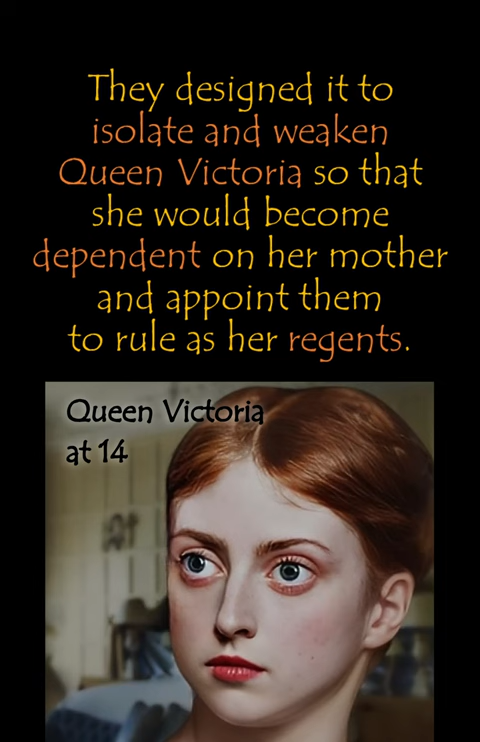 They designed it to
isolate and weaken
Queen Victoria so that
she would become
dependent on her mother
and appoint them
to rule as her regents.
Queen Victoria
at 14